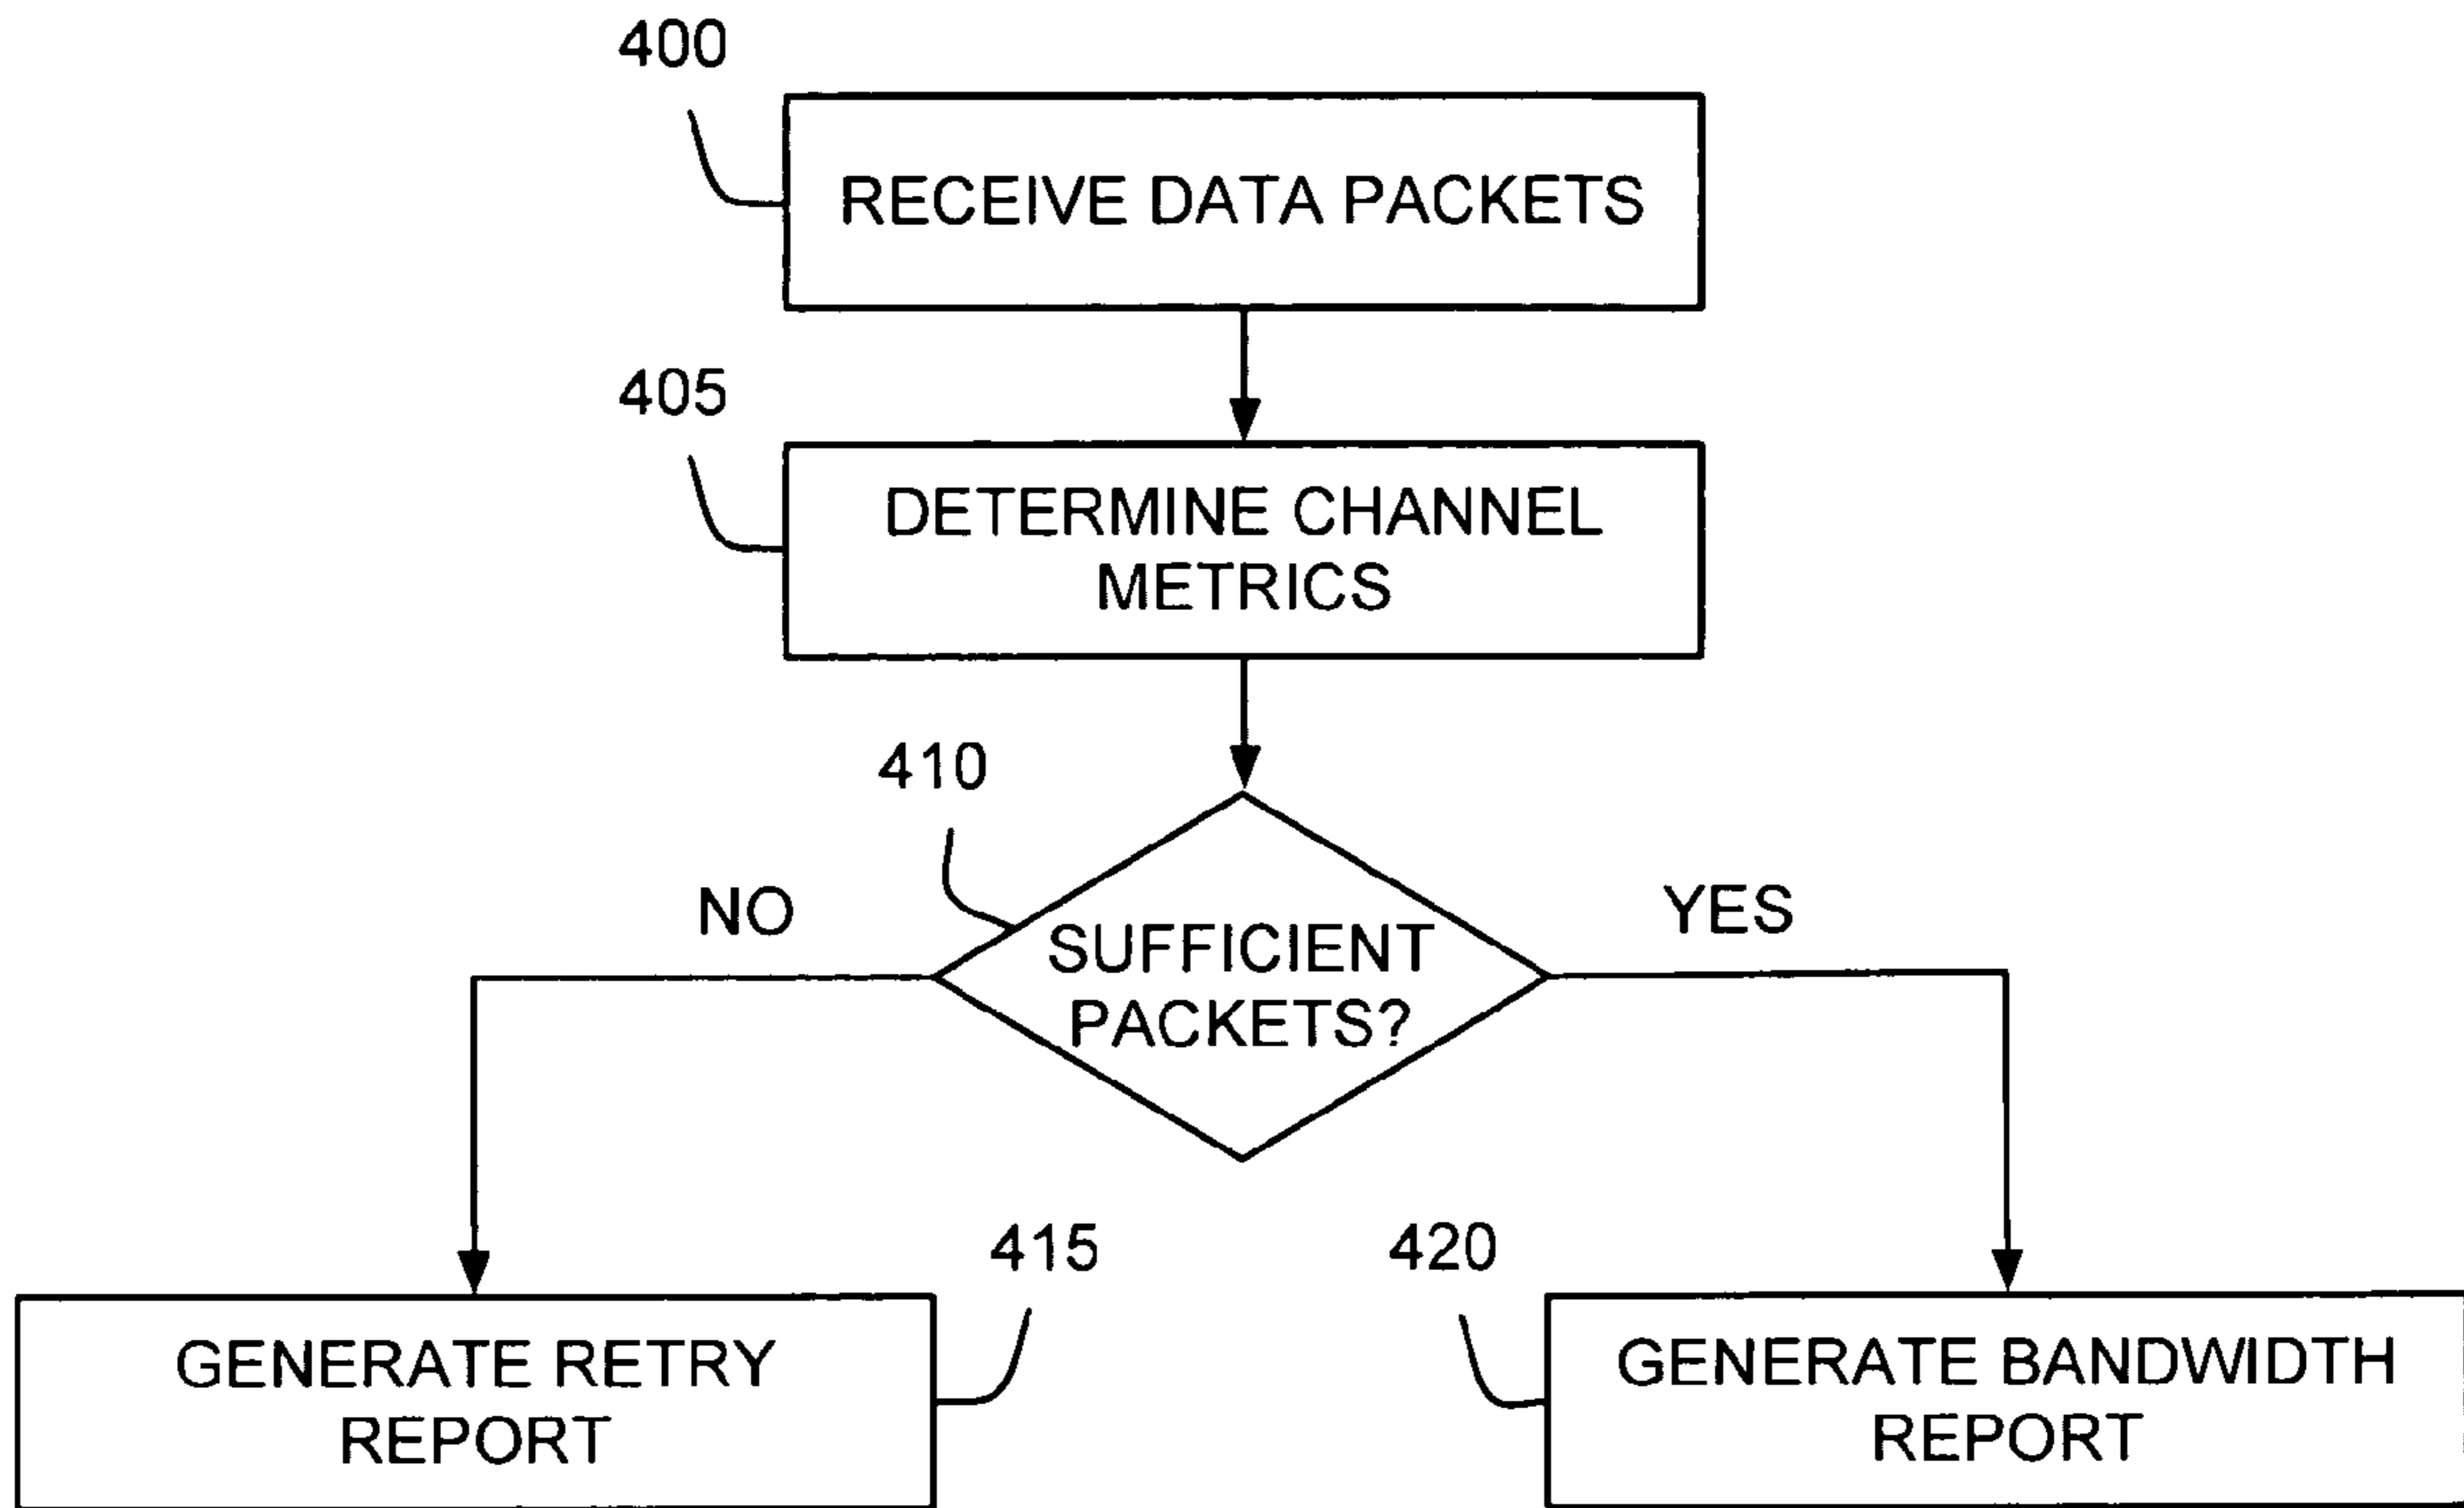 400
RECEIVE DATA PACKETS
405
DETERMINE CHANNEL
METRICS
410
NO
YES
SUFFICIENT
PACKETS?
415
420
GENERATE RETRY
REPORT
GENERATE BANDWIDTH
REPORT